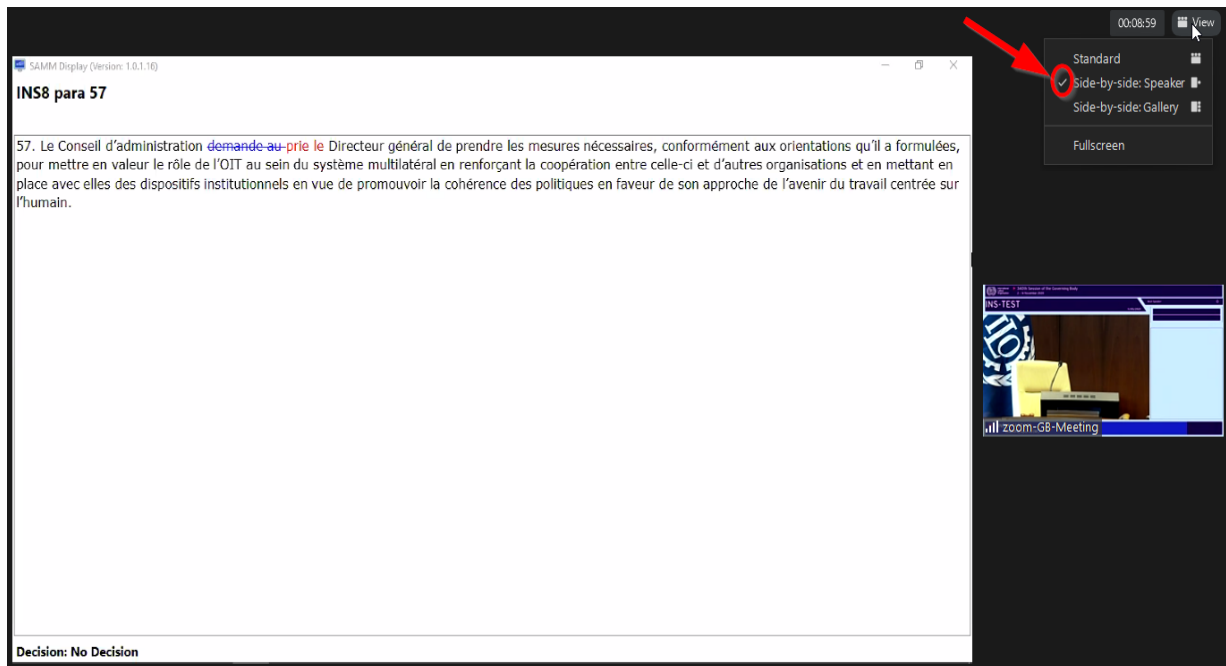 00:08:59 View
Standard
Side-by-side: Speaker
Side-by-side: Gallery
Fullscreen
SAMM Display (Version: 1.0.1.16)
INS8 para 57
57. Le Conseil d'administration demande au prie le Directeur général de prendre les mesures nécessaires, conformément aux orientations qu'il a formulées,
pour mettre en valeur le rôle de l'OIT au sein du système multilatéral en renforçant la coopération entre celle-ci et d'autres organisations et en mettant en
place avec elles des dispositifs institutionnels en vue de promouvoir la cohérence des politiques en faveur de son approche de l'avenir du travail centrée sur
l'humain.
Decision: No Decision
INS-TEST
zoom-GB-Meeting